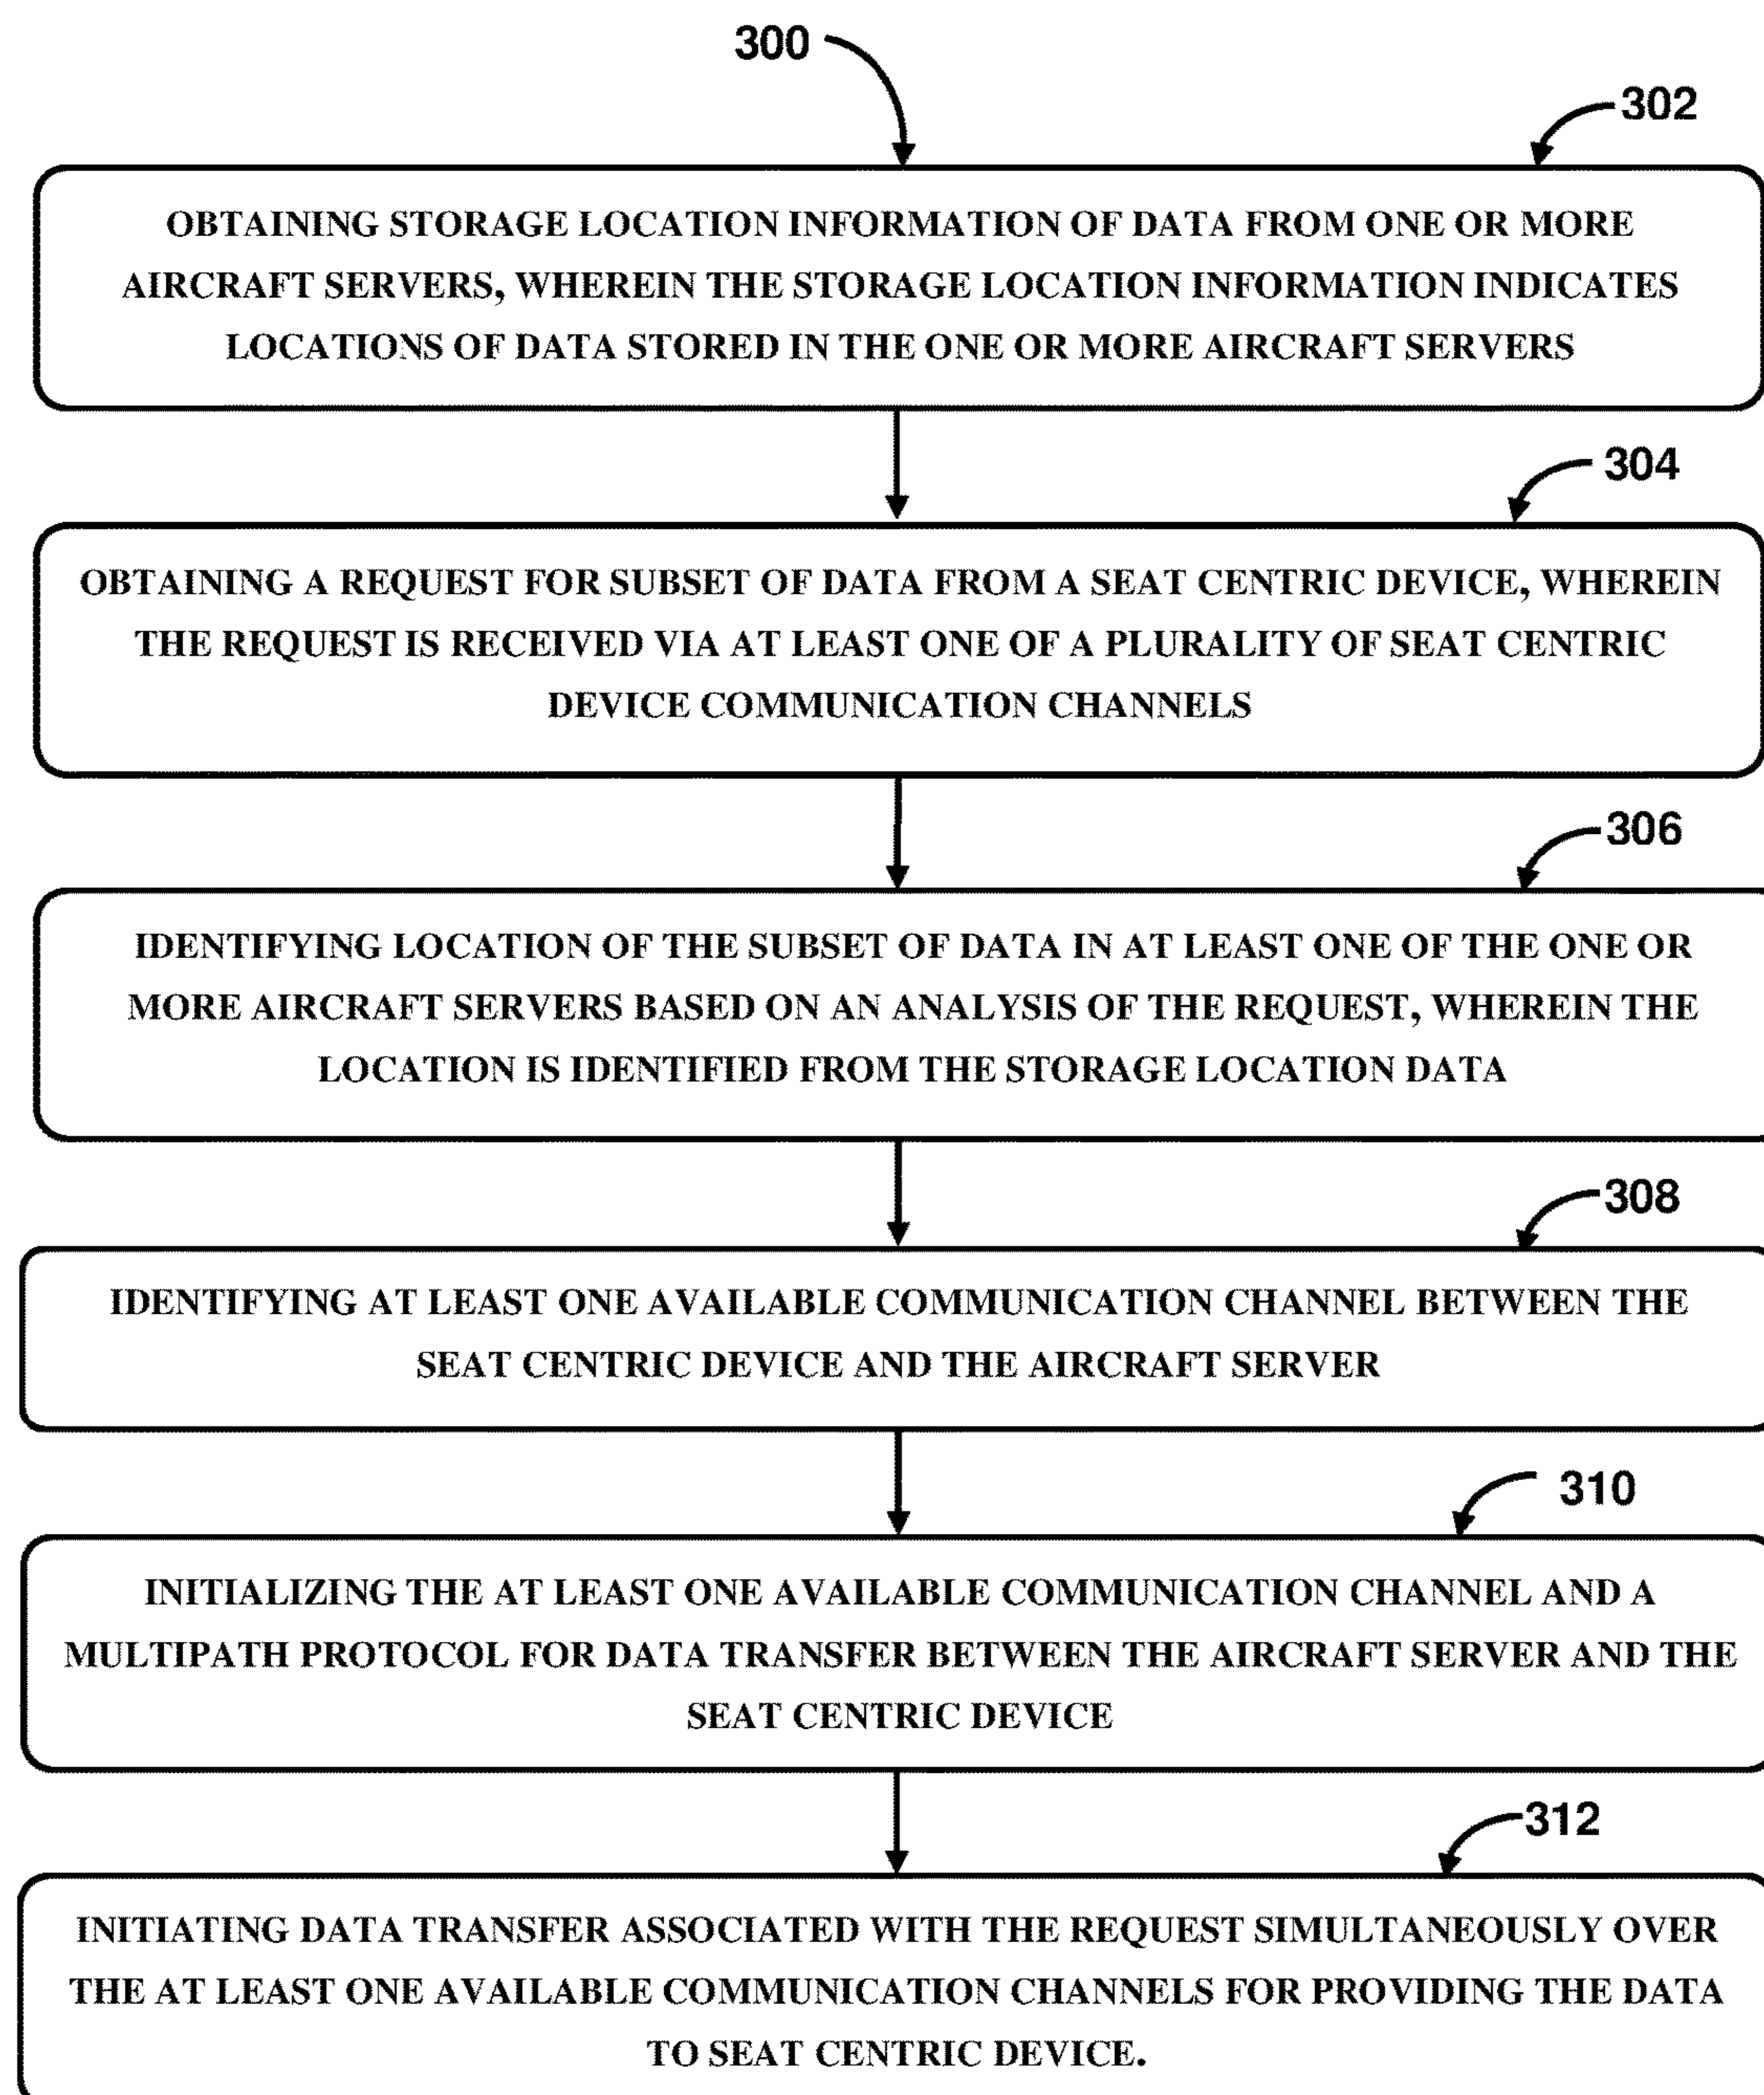 300
302
OBTAINING STORAGE LOCATION INFORMATION OF DATA FROM ONE OR MORE
AIRCRAFT SERVERS, WHEREIN THE STORAGE LOCATION INFORMATION INDICATES
LOCATIONS OF DATA STORED IN THE ONE OR MORE AIRCRAFT SERVERS
304
OBTAINING A REQUEST FOR SUBSET OF DATA FROM A SEAT CENTRIC DEVICE, WHEREIN
THE REQUEST IS RECEIVED VIA AT LEAST ONE OF A PLURALITY OF SEAT CENTRIC
DEVICE COMMUNICATION CHANNELS
306
IDENTIFYING LOCATION OF THE SUBSET OF DATA IN AT LEAST ONE OF THE ONE OR
MORE AIRCRAFT SERVERS BASED ON AN ANALYSIS OF THE REQUEST, WHEREIN THE
LOCATION IS IDENTIFIED FROM THE STORAGE LOCATION DATA
308
IDENTIFYING AT LEAST ONE AVAILABLE COMMUNICATION CHANNEL BETWEEN THE
SEAT CENTRIC DEVICE AND THE AIRCRAFT SERVER
310
INITIALIZING THE AT LEAST ONE AVAILABLE COMMUNICATION CHANNEL AND A
MULTIPATH PROTOCOL FOR DATA TRANSFER BETWEEN THE AIRCRAFT SERVER AND THE
SEAT CENTRIC DEVICE
312
INITIATING DATA TRANSFER ASSOCIATED WITH THE REQUEST SIMULTANEOUSLY OVER
THE AT LEAST ONE AVAILABLE COMMUNICATION CHANNELS FOR PROVIDING THE DATA
TO SEAT CENTRIC DEVICE.